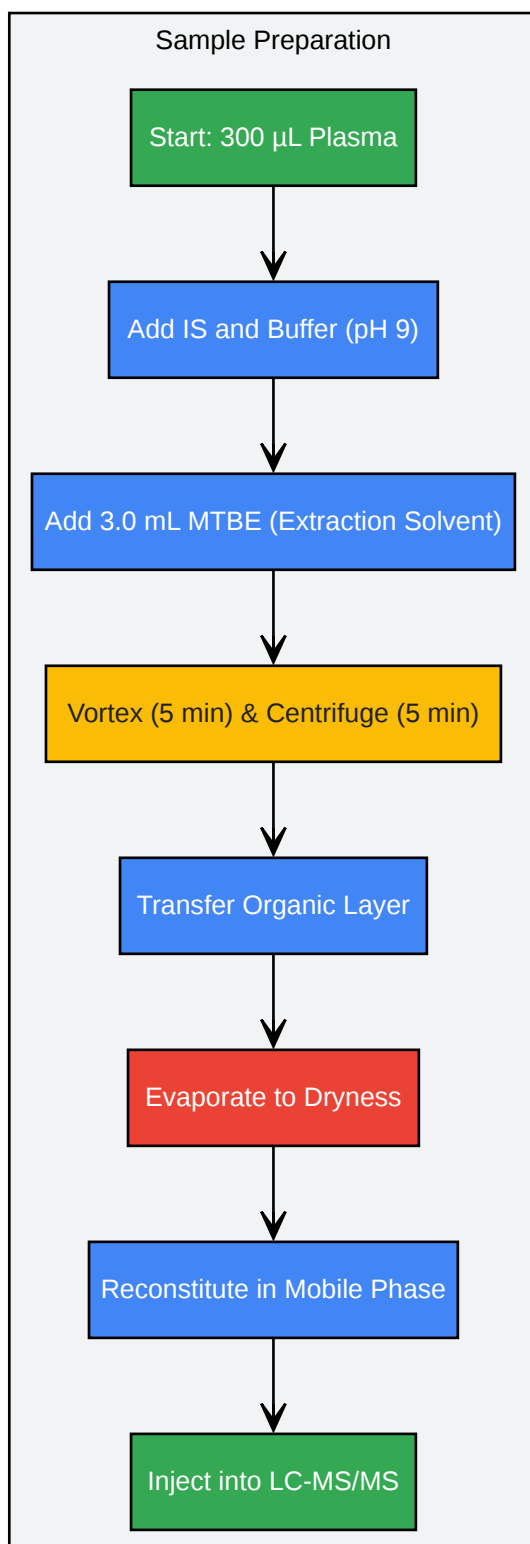 Sample Preparation
Start: 300 µL Plasma
Add IS and Buffer (pH 9)
Add 3.0 mL MTBE (Extraction Solvent)
Vortex (5 min) & Centrifuge (5 min)
Transfer Organic Layer
Evaporate to Dryness
Reconstitute in Mobile Phase
Inject into LC-MS/MS